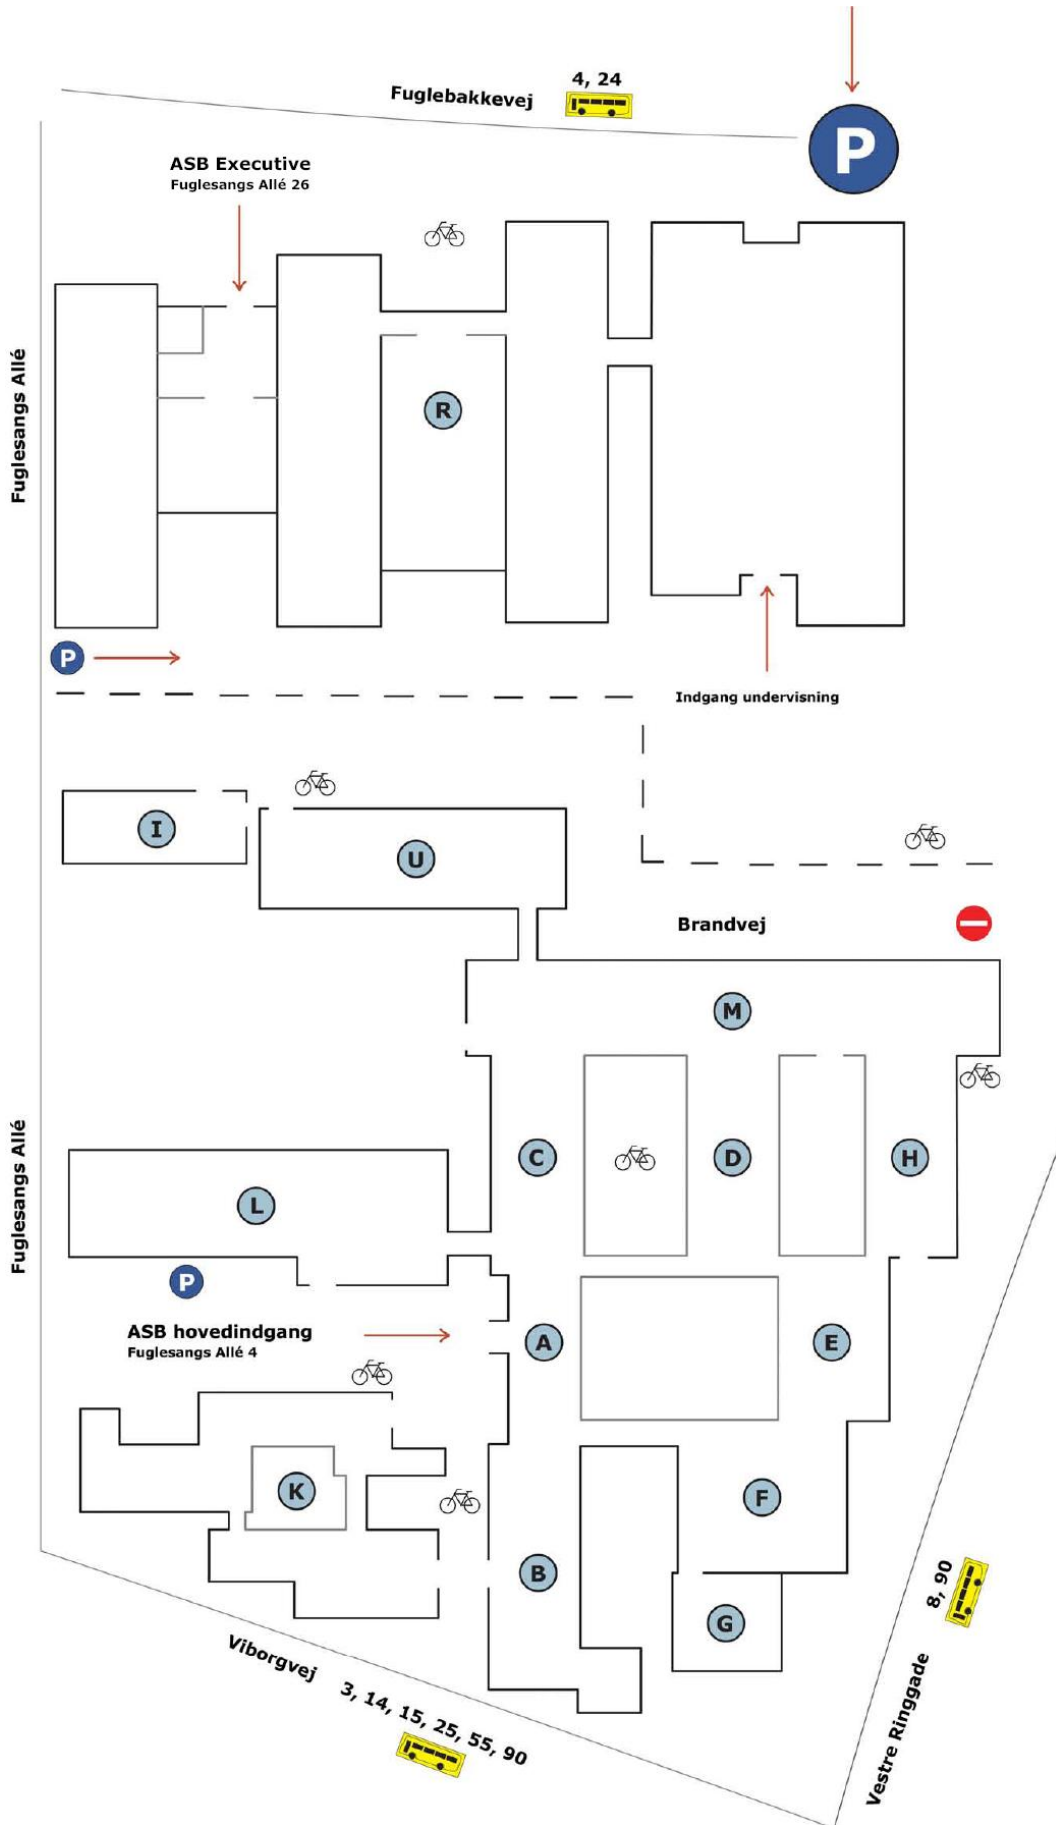 4, 24
Fuglebakkevej
P
ASB Executive
Fuglesangs Allé 26
Fuglesangs Allé
R
P
Indgang undervisning
I
U
Brandvej
M
C
D
H
Fuglesangs Allé
L
P
ASB hovedindgang
Fuglesangs Allé 4
A
E
K
F
B
G
8, 90
Viborgvej
3, 14, 15, 25, 55, 90
Vestre Ringgade